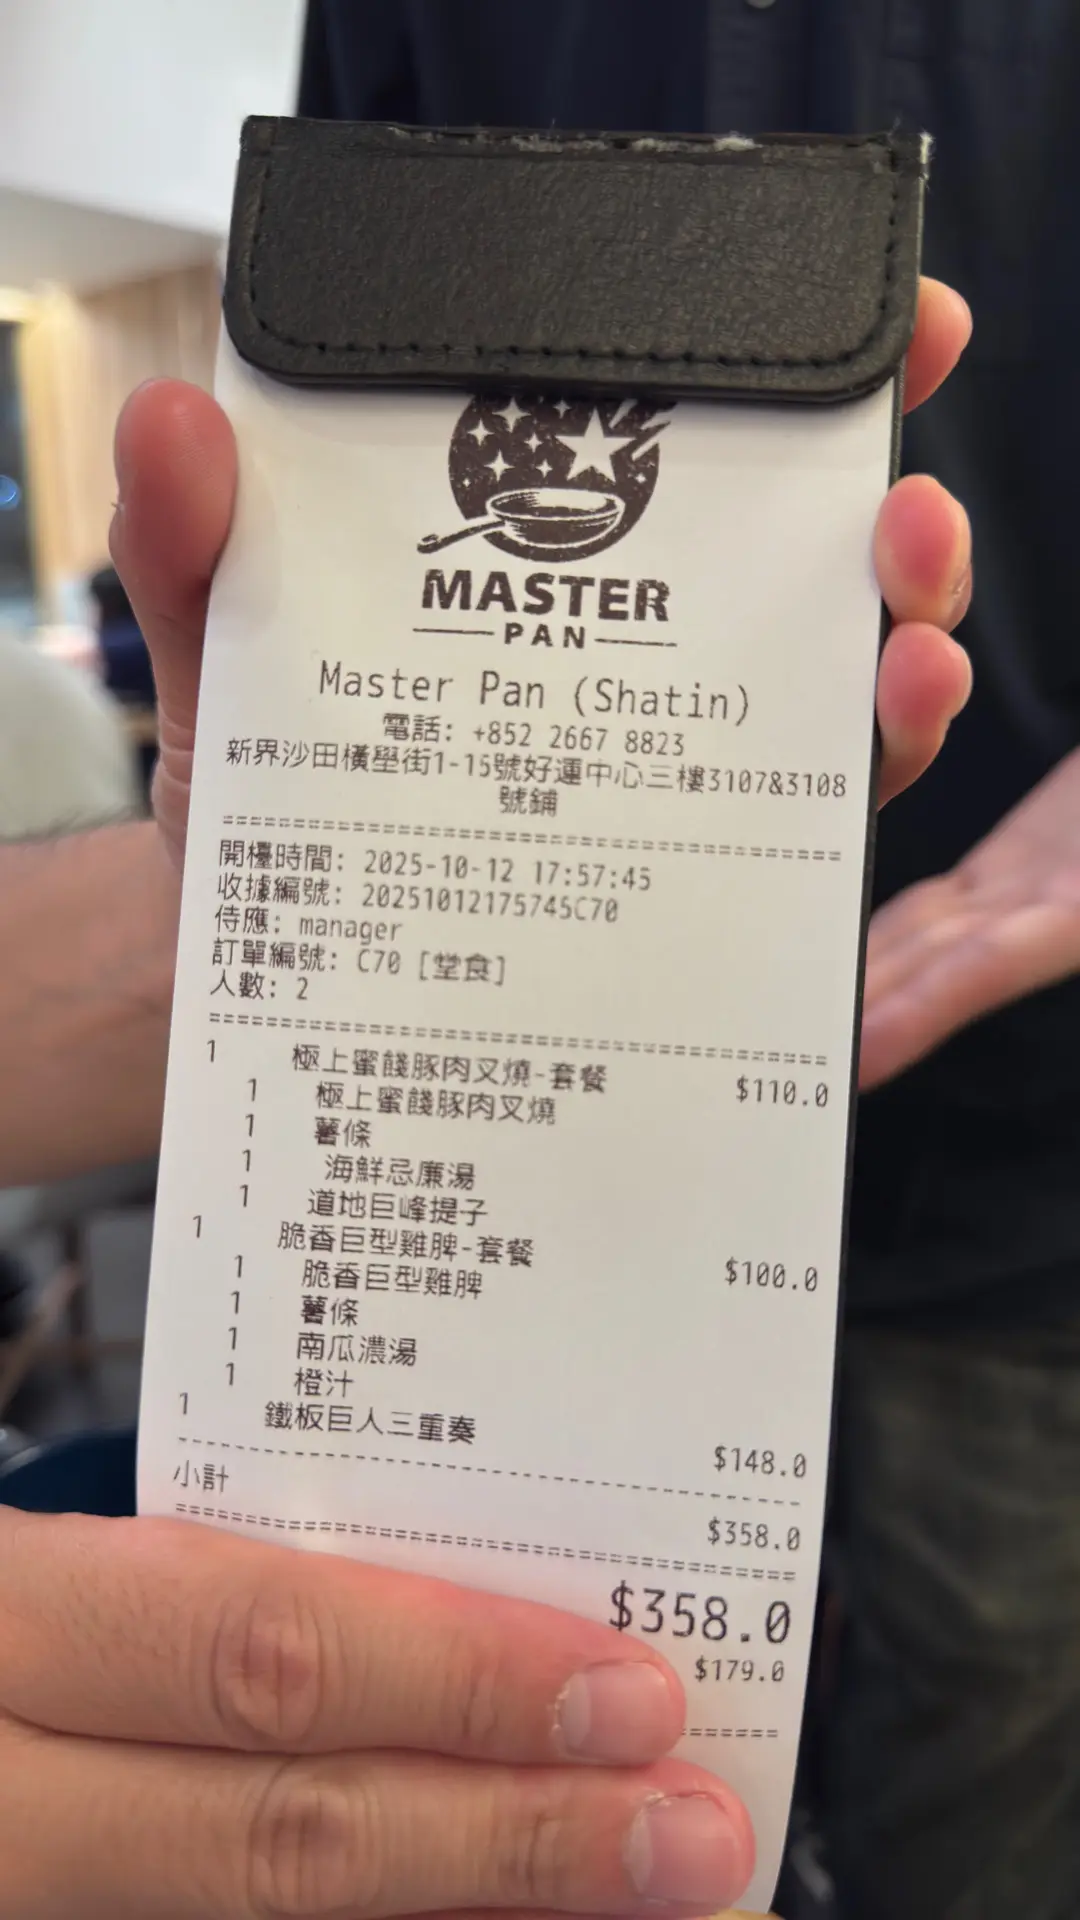 MASTER
PAN
Master Pan (Shatin)
電話: +852 2667 8823
新界沙田橫壆街1-15號好運中心三樓3107&3108
號鋪
開檯時間: 2025-10-12 17:57:45
收據編號: 20251012175745C70
侍應: manager
訂單編號: C70 [堂食]
人數: 2
1 極上蜜餞豚肉叉燒-套餐 $110.0
1 極上蜜餞豚肉叉燒
1 薯條
1 海鮮忌廉湯
1 道地巨峰提子
1 脆香巨型雞脾-套餐 $100.0
1 脆香巨型雞脾
1 薯條
1 南瓜濃湯
1 橙汁
1 鐵板巨人三重奏 $148.0
小計 $358.0
$358.0
$179.0